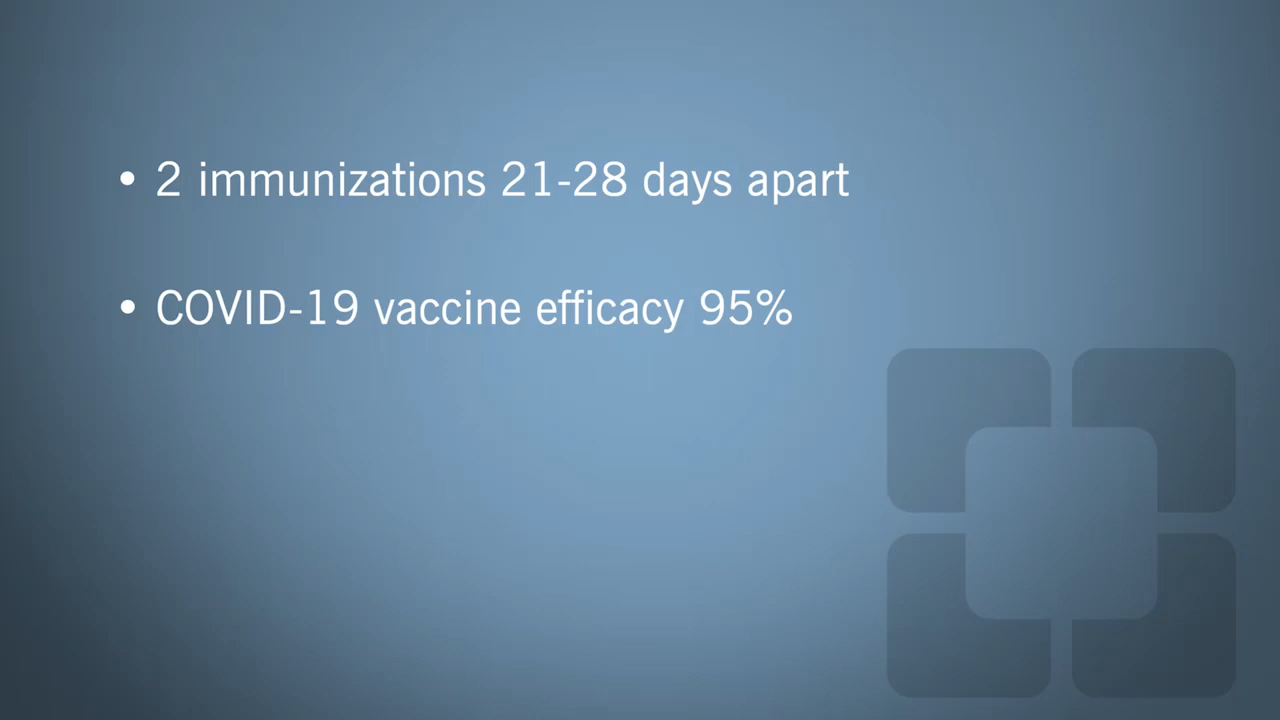 • 2 immunizations 21-28 days apart
• COVID-19 vaccine efficacy 95%